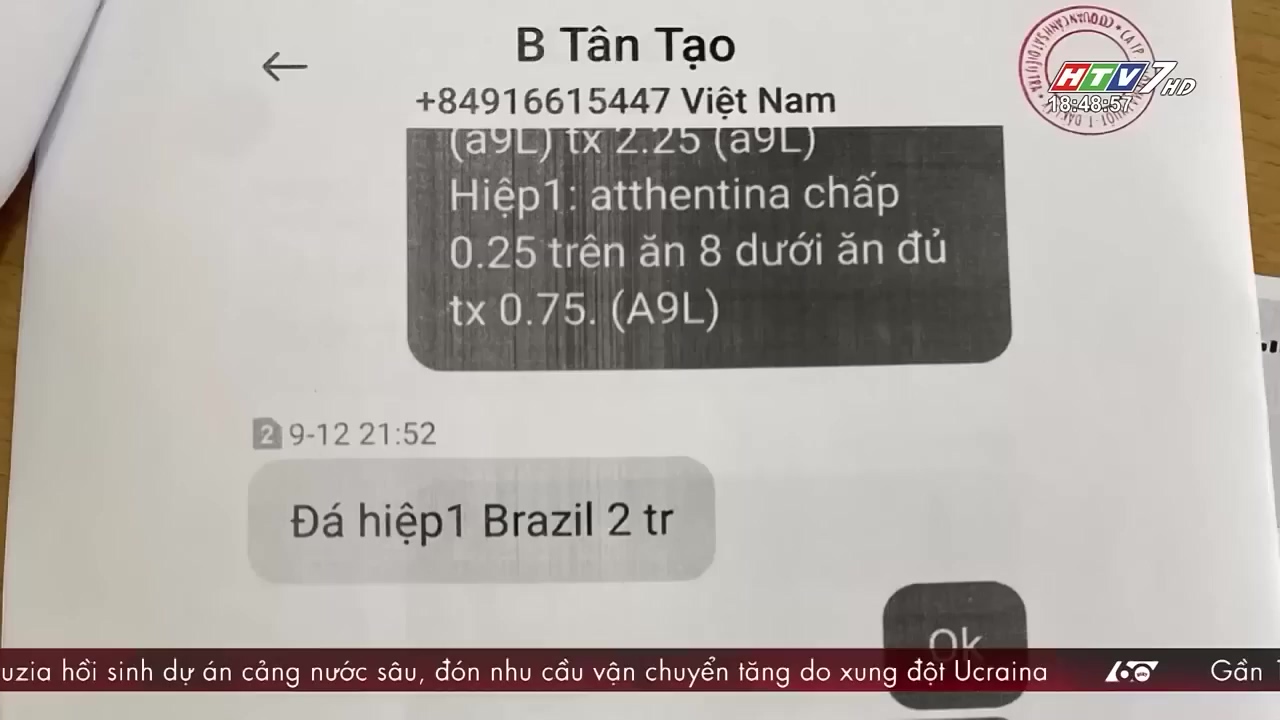 B Tân Tạo
+84916615447 Việt Nam
HTV7 HD
18:48:57
(a9L) tx 2.25 (a9L)
Hiệp1: atthentina chấp
0.25 trên ăn 8 dưới ăn đủ
tx 0.75. (A9L)
2 9-12 21:52
Đá hiệp1 Brazil 2 tr
Ok
uzia hồi sinh dự án cảng nước sâu, đón nhu cầu vận chuyển tăng do xung đột Ucraina
60 giây
Gần